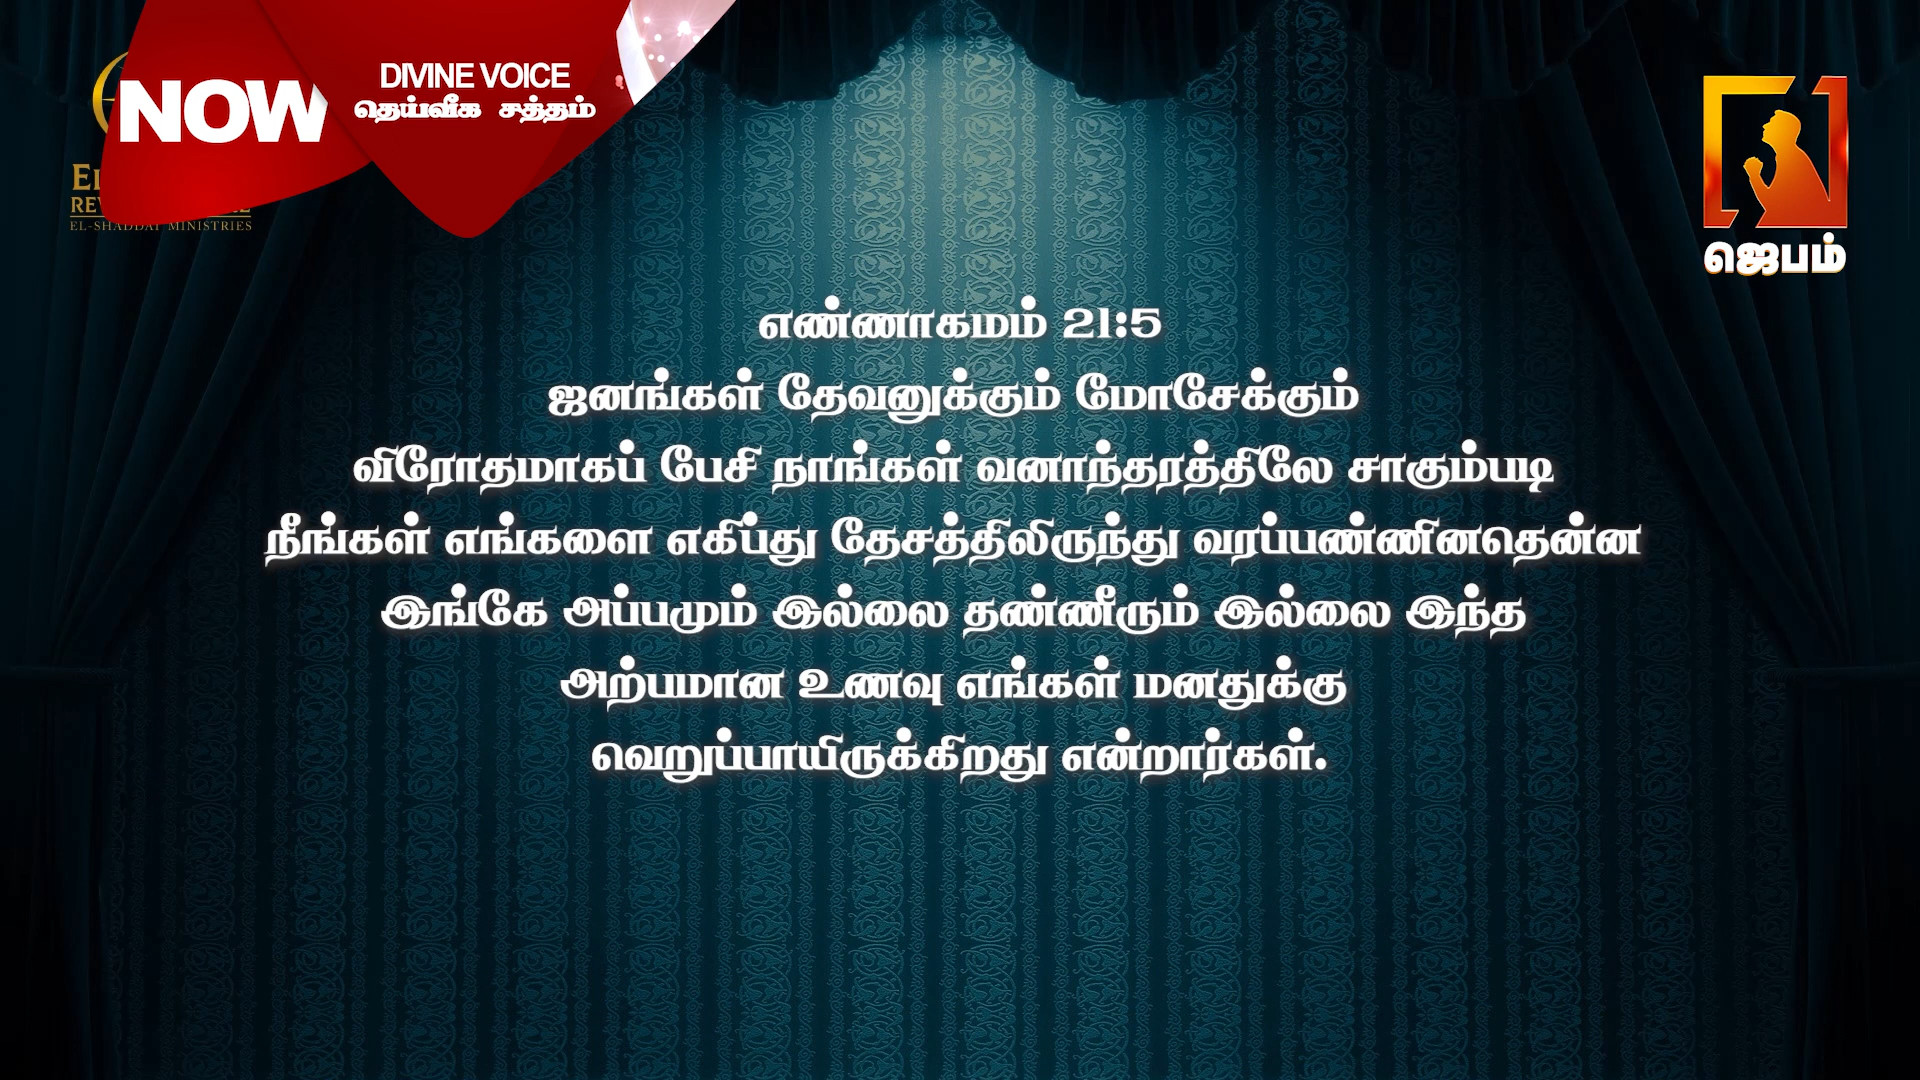 NOW
DIVINE VOICE
தெய்வீக சத்தம்
EL-SHADDAI MINISTRIES
ஜெபம்
எண்ணாகமம் 21:5
ஜனங்கள் தேவனுக்கும் மோசேக்கும்
விரோதமாகப் பேசி நாங்கள் வனாந்தரத்திலே சாகும்படி
நீங்கள் எங்களை எகிப்து தேசத்திலிருந்து வரப்பண்ணினதென்ன
இங்கே அப்பமும் இல்லை தண்ணீரும் இல்லை இந்த
அற்பமான உணவு எங்கள் மனதுக்கு
வெறுப்பாயிருக்கிறது என்றார்கள்.